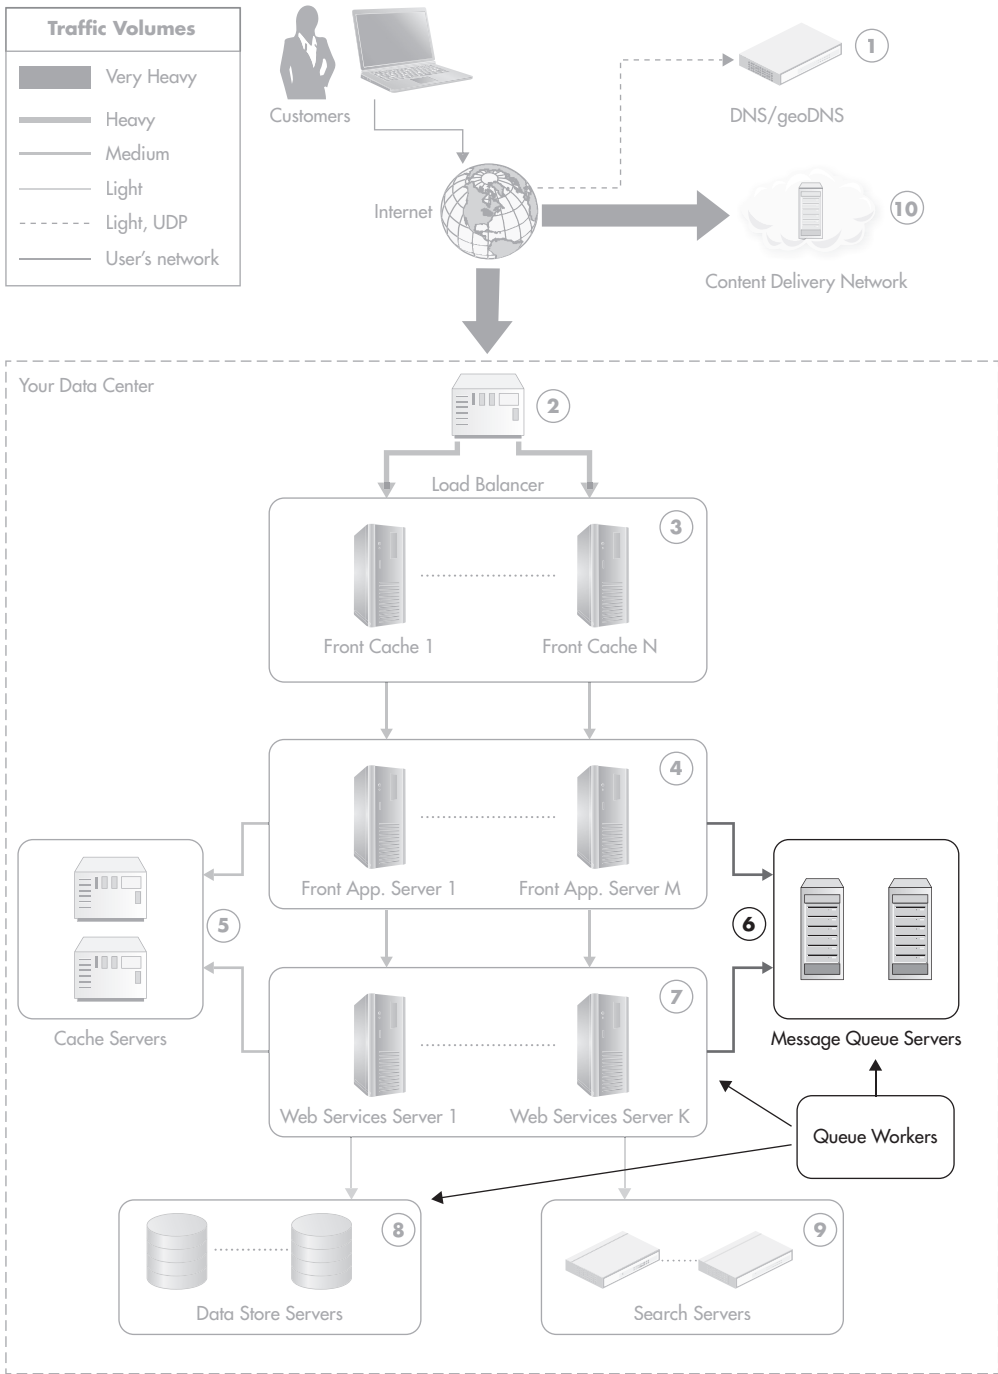 Traffic Volumes
Very Heavy
Heavy
Medium
Light
Light, UDP
User's network
Customers
1
DNS/geoDNS
Internet
10
Content Delivery Network
Your Data Center
2
Load Balancer
3
Front Cache 1
Front Cache N
4
Front App. Server 1
Front App. Server M
5
Cache Servers
6
Message Queue Servers
7
Web Services Server 1
Web Services Server K
Queue Workers
8
Data Store Servers
9
Search Servers